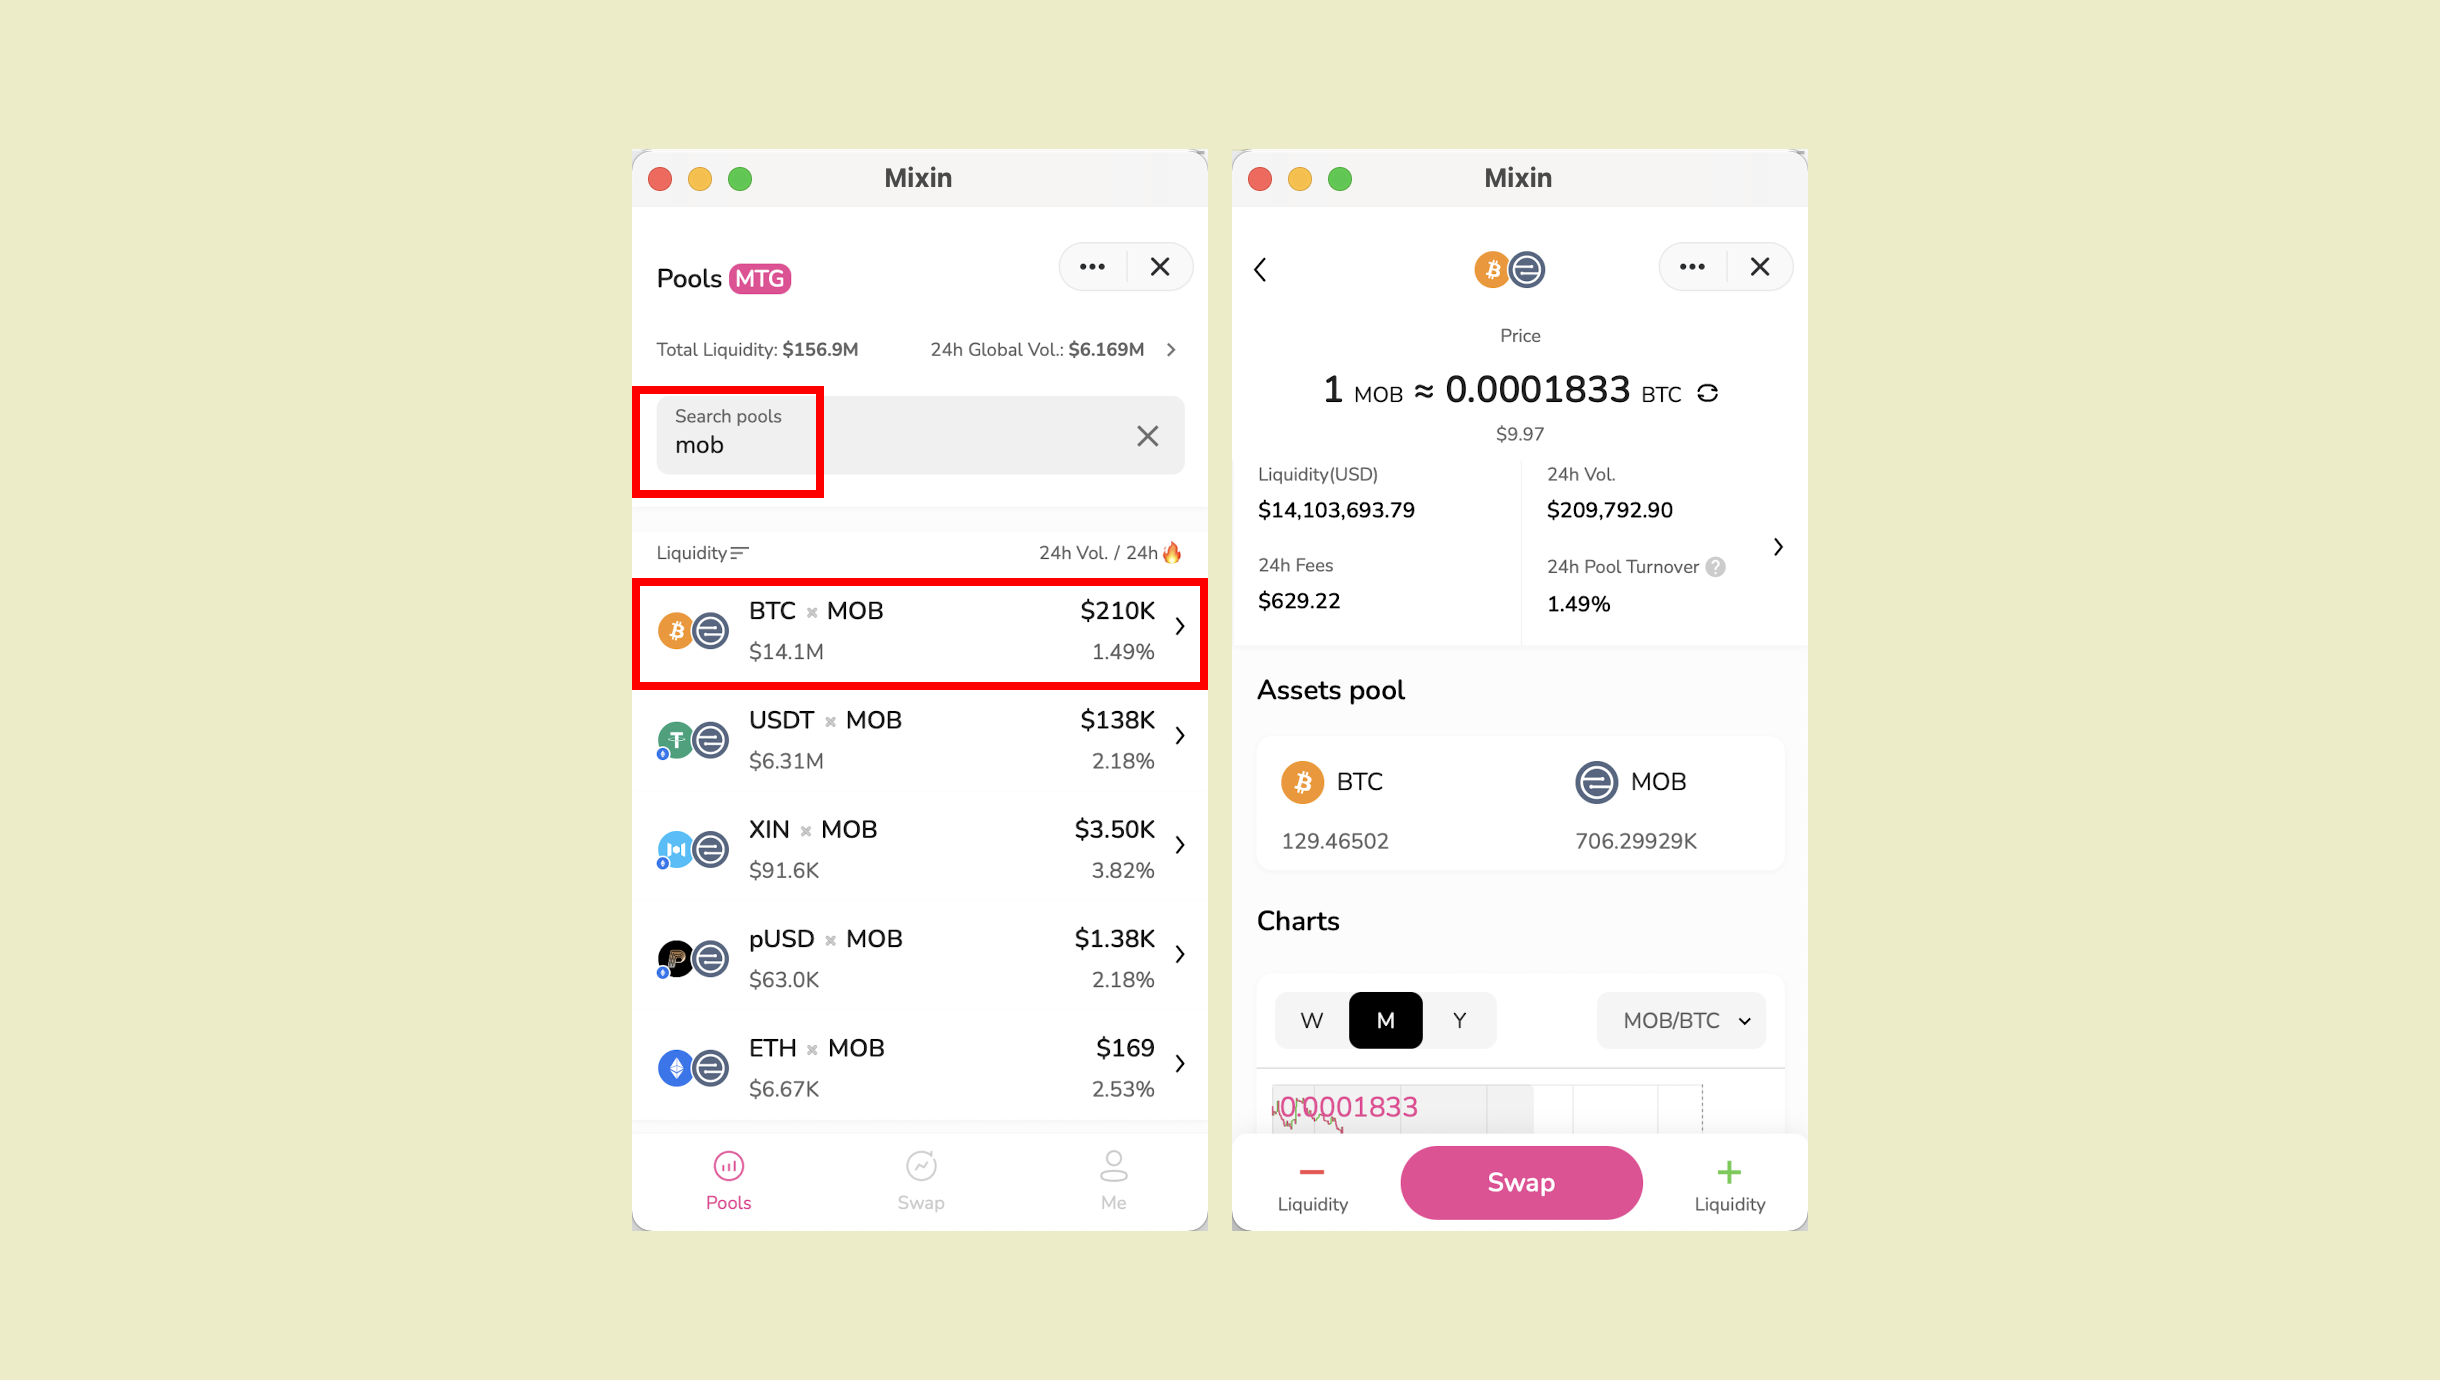 Mixin
Pools MTG
Total Liquidity: $156.9M 24h Global Vol.: $6.169M
Search pools
mob
Liquidity 24h Vol. / 24h🔥
BTC × MOB $210K
$14.1M 1.49%
USDT × MOB $138K
$6.31M 2.18%
XIN × MOB $3.50K
$91.6K 3.82%
pUSD × MOB $1.38K
$63.0K 2.18%
ETH × MOB $169
$6.67K 2.53%
Pools Swap Me
Mixin
Price
1 MOB ≈ 0.0001833 BTC
$9.97
Liquidity(USD) 24h Vol.
$14,103,693.79 $209,792.90
24h Fees 24h Pool Turnover ?
$629.22 1.49%
Assets pool
BTC MOB
129.46502 706.29929K
Charts
W M Y MOB/BTC
0.0001833
Liquidity Swap Liquidity